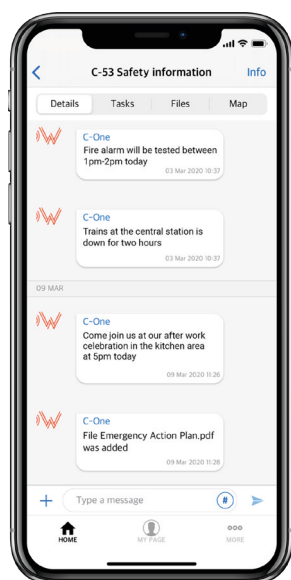 C-53 Safety information
Info
Details
Tasks
Files
Map
C-One
Fire alarm will be tested between
1pm-2pm today
03 Mar 2020 10:37
C-One
Trains at the central station is
down for two hours
03 Mar 2020 10:37
09 MAR
C-One
Come join us at our after work
celebration in the kitchen area
at 5pm today
09 Mar 2020 11:26
C-One
File Emergency Action Plan.pdf
was added
09 Mar 2020 11:28
Type a message
#
HOME
MY PAGE
MORE